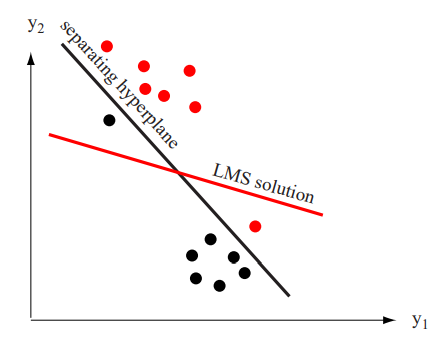 y2
separating hyperplane
LMS solution
y1